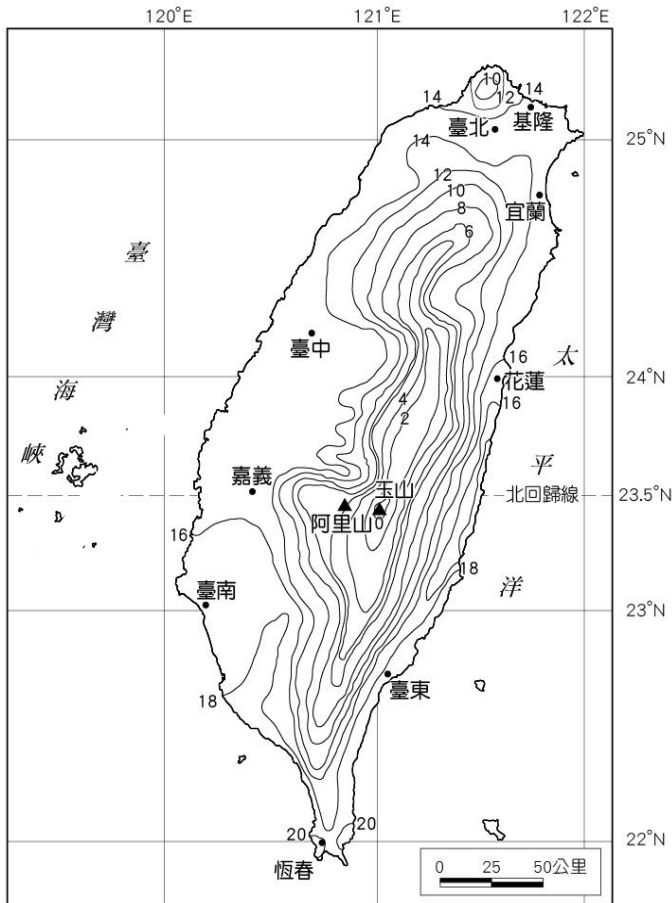 120°E
121°E
122°E
10
14
12
14
基隆
臺北
25°N
14
12
10
8
宜蘭
6
臺
灣
海
峽
臺中
16
太
24°N
花蓮
16
4
2
平
嘉義
玉山
北回歸線
23.5°N
阿里山
0
16
18
洋
臺南
23°N
臺東
18
20
20
22°N
恆春
0 25 50公里